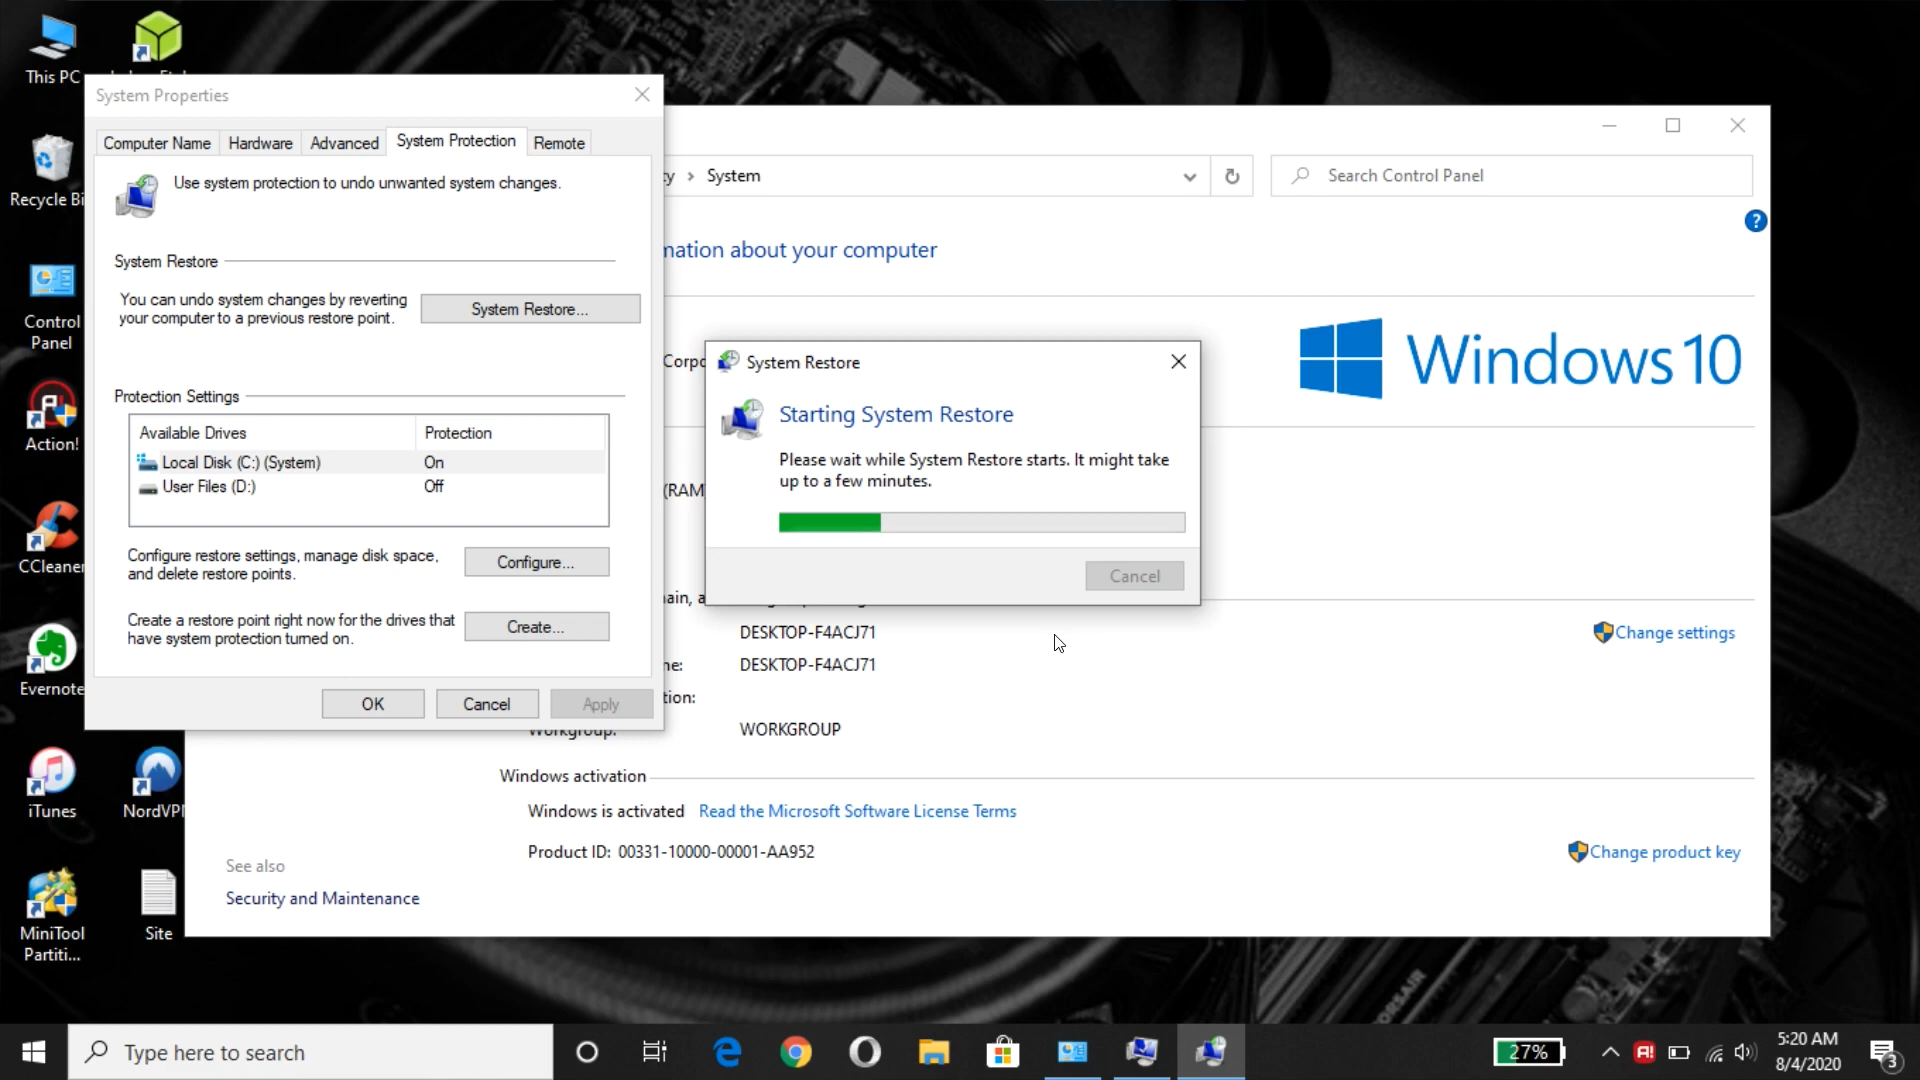 This PC
Recycle Bi
Control
Panel
Action!
CCleaner
Evernote
iTunes
NordVP
MiniTool
Partiti...
Site
System Properties
Computer Name
Hardware
Advanced
System Protection
Remote
Use system protection to undo unwanted system changes.
System Restore
You can undo system changes by reverting
your computer to a previous restore point.
System Restore...
Protection Settings
Available Drives
Protection
Local Disk (C:) (System)
On
User Files (D:)
Off
Configure restore settings, manage disk space,
and delete restore points.
Configure...
Create a restore point right now for the drives that
have system protection turned on.
Create...
OK
Cancel
Apply
System
Search Control Panel
?
mation about your computer
Windows 10
Corpo
(RAM
System Restore
Starting System Restore
Please wait while System Restore starts. It might take
up to a few minutes.
Cancel
DESKTOP-F4ACJ71
Change settings
DESKTOP-F4ACJ71
WORKGROUP
Windows activation
Windows is activated
Read the Microsoft Software License Terms
Product ID: 00331-10000-00001-AA952
Change product key
See also
Security and Maintenance
CORSAIR
Type here to search
27%
A!
5:20 AM
8/4/2020
3